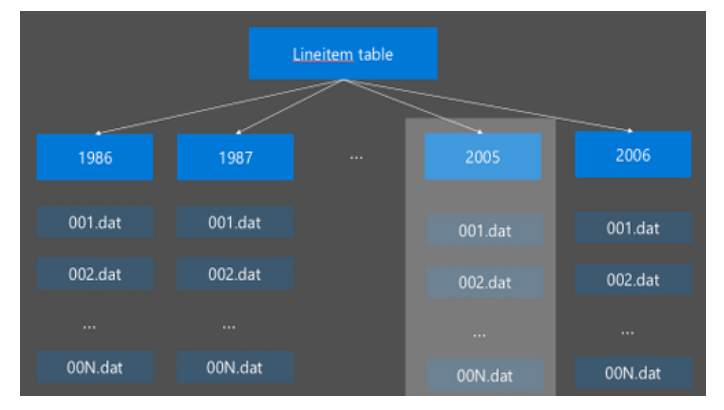 Lineitem table
1986
1987
...
2005
2006
001.dat
001.dat
001.dat
001.dat
002.dat
002.dat
002.dat
002.dat
...
...
...
...
00N.dat
00N.dat
00N.dat
00N.dat